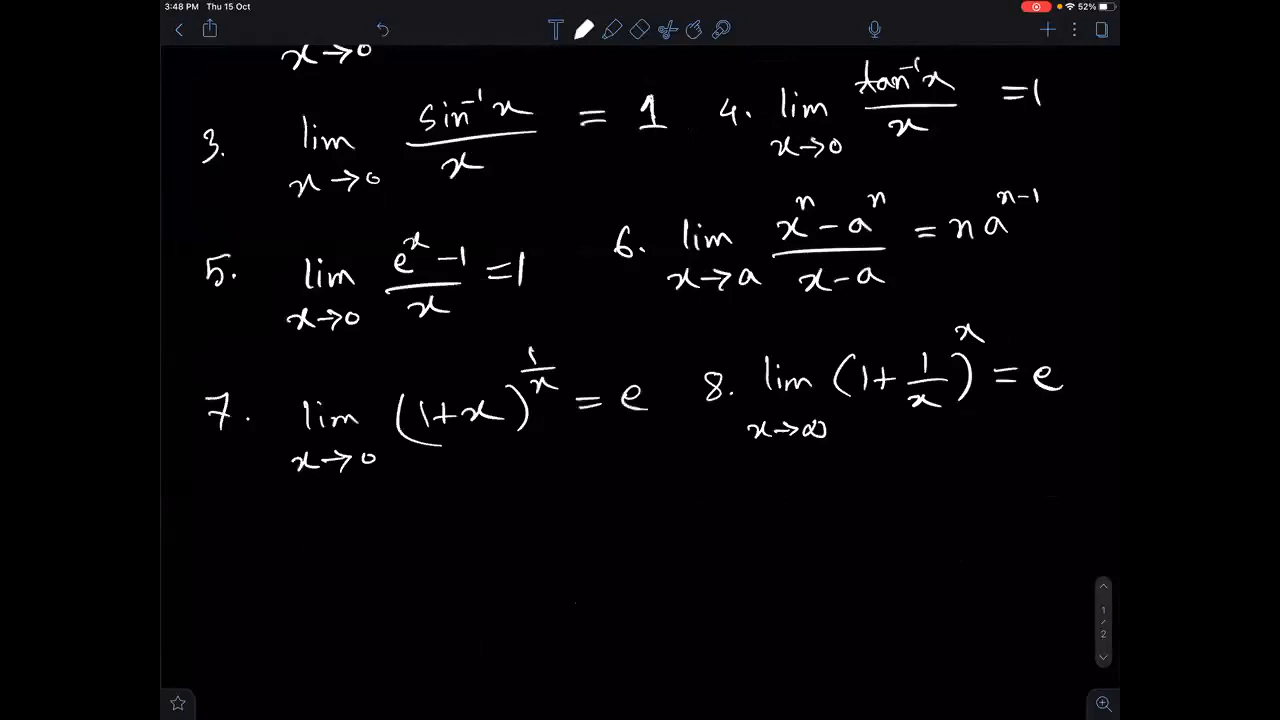 3:48 PM Thu 15 Oct 52%
T
x→0
3. lim x→0 sin⁻¹x / x = 1 4. lim x→0 tan⁻¹x / x = 1
5. lim x→0 (eˣ - 1) / x = 1 6. lim x→a (xⁿ - aⁿ) / (x - a) = n aⁿ⁻¹
7. lim x→0 (1+x)^(1/x) = e 8. lim x→∞ (1 + 1/x)ˣ = e
1 / 2